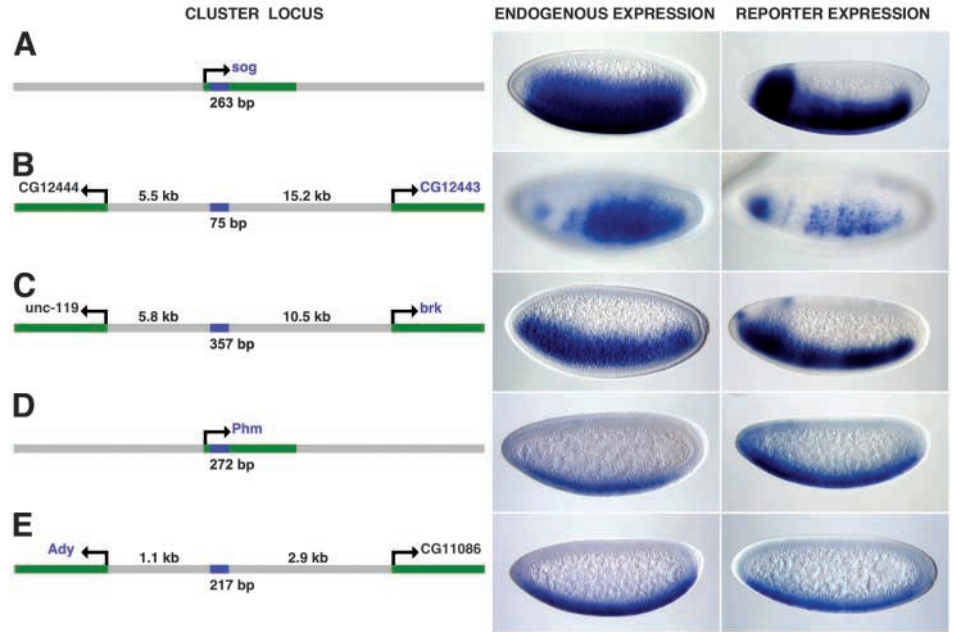 CLUSTER LOCUS
ENDOGENOUS EXPRESSION
REPORTER EXPRESSION
A
sog
263 bp
B
CG12444
5.5 kb
15.2 kb
CG12443
75 bp
C
unc-119
5.8 kb
10.5 kb
brk
357 bp
D
Phm
272 bp
E
Ady
1.1 kb
2.9 kb
CG11086
217 bp